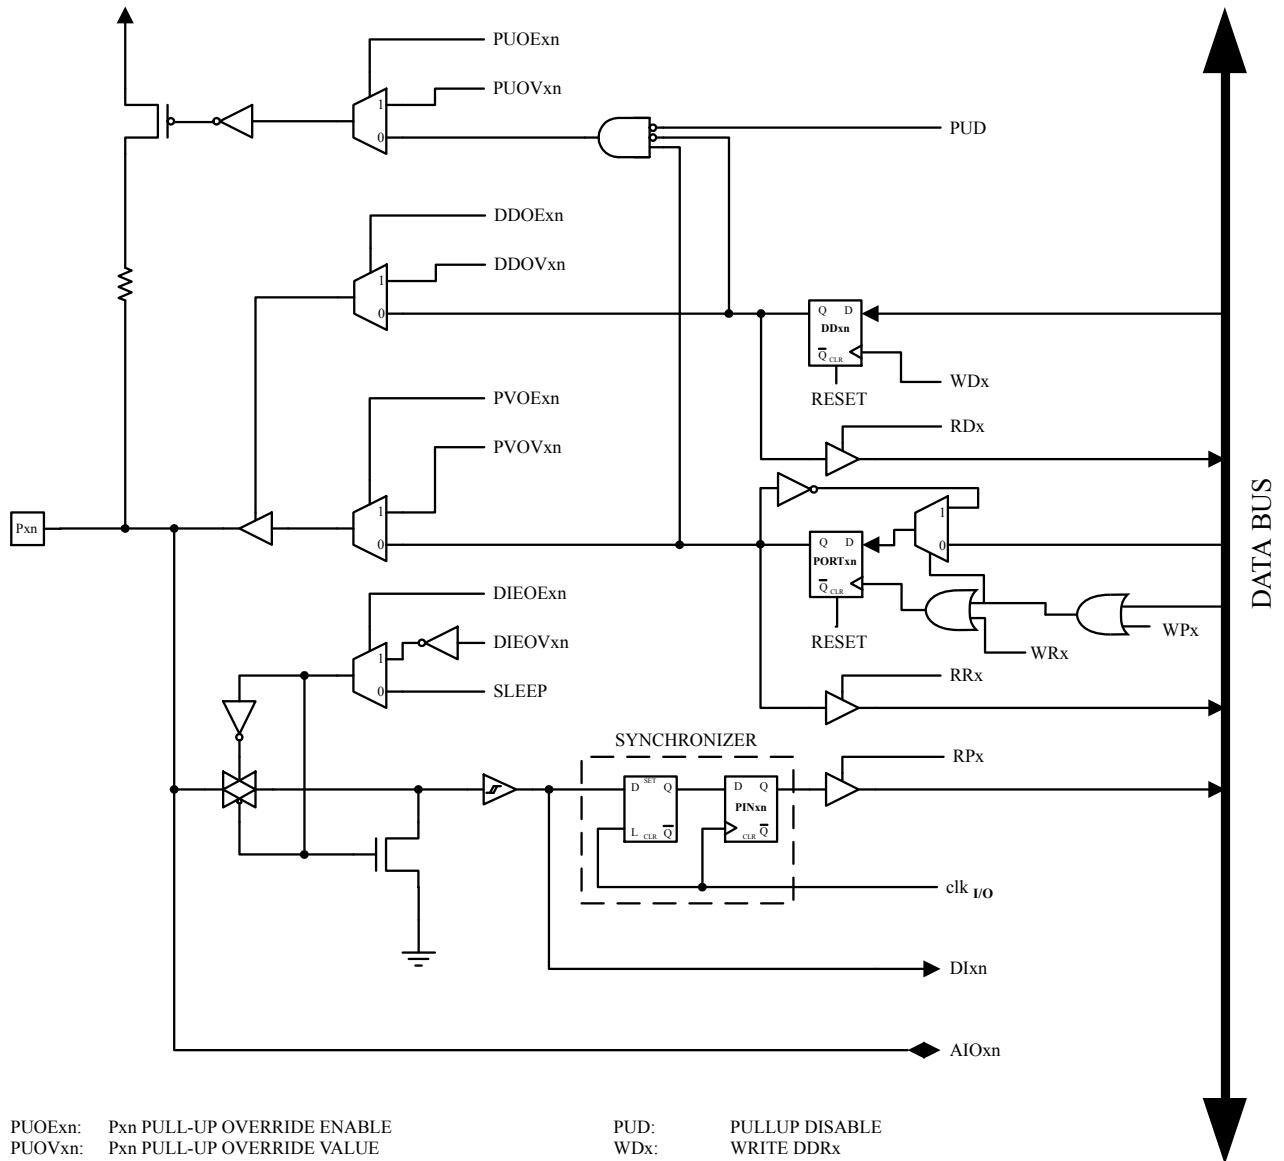 PUOExn
PUOVxn
1
0
PUD
DDOExn
DDOVxn
1
0
Q D
DDxn
Q CLR
WDx
RESET
PVOExn
RDx
PVOVxn
DATA BUS
1
0
1
0
Pxn
Q D
PORTxn
Q CLR
DIEOExn
RESET
WPx
WRx
DIEOVxn
1
0
SLEEP
RRx
SYNCHRONIZER
RPx
D SET Q
D Q
PINxn
L CLR Q
CLR Q
clk I/O
DIxn
AIOxn
PUOExn: Pxn PULL-UP OVERRIDE ENABLE
PUD: PULLUP DISABLE
PUOVxn: Pxn PULL-UP OVERRIDE VALUE
WDx: WRITE DDRx